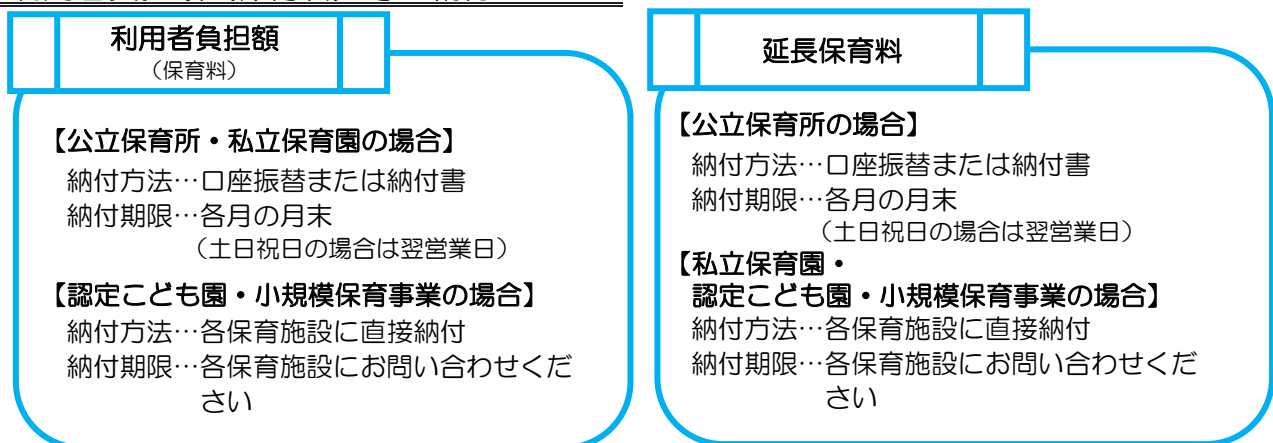 利用者負担額
（保育料）
【公立保育所・私立保育園の場合】
納付方法…口座振替または納付書
納付期限…各月の月末
（土日祝日の場合は翌営業日）
【認定こども園・小規模保育事業の場合】
納付方法…各保育施設に直接納付
納付期限…各保育施設にお問い合わせくだ
さい
延長保育料
【公立保育所の場合】
納付方法…口座振替または納付書
納付期限…各月の月末
（土日祝日の場合は翌営業日）
【私立保育園・
認定こども園・小規模保育事業の場合】
納付方法…各保育施設に直接納付
納付期限…各保育施設にお問い合わせくだ
さい